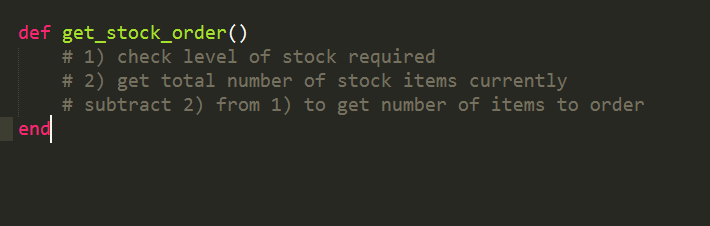 def get_stock_order()
    # 1) check level of stock required
    # 2) get total number of stock items currently
    # subtract 2) from 1) to get number of items to order
end